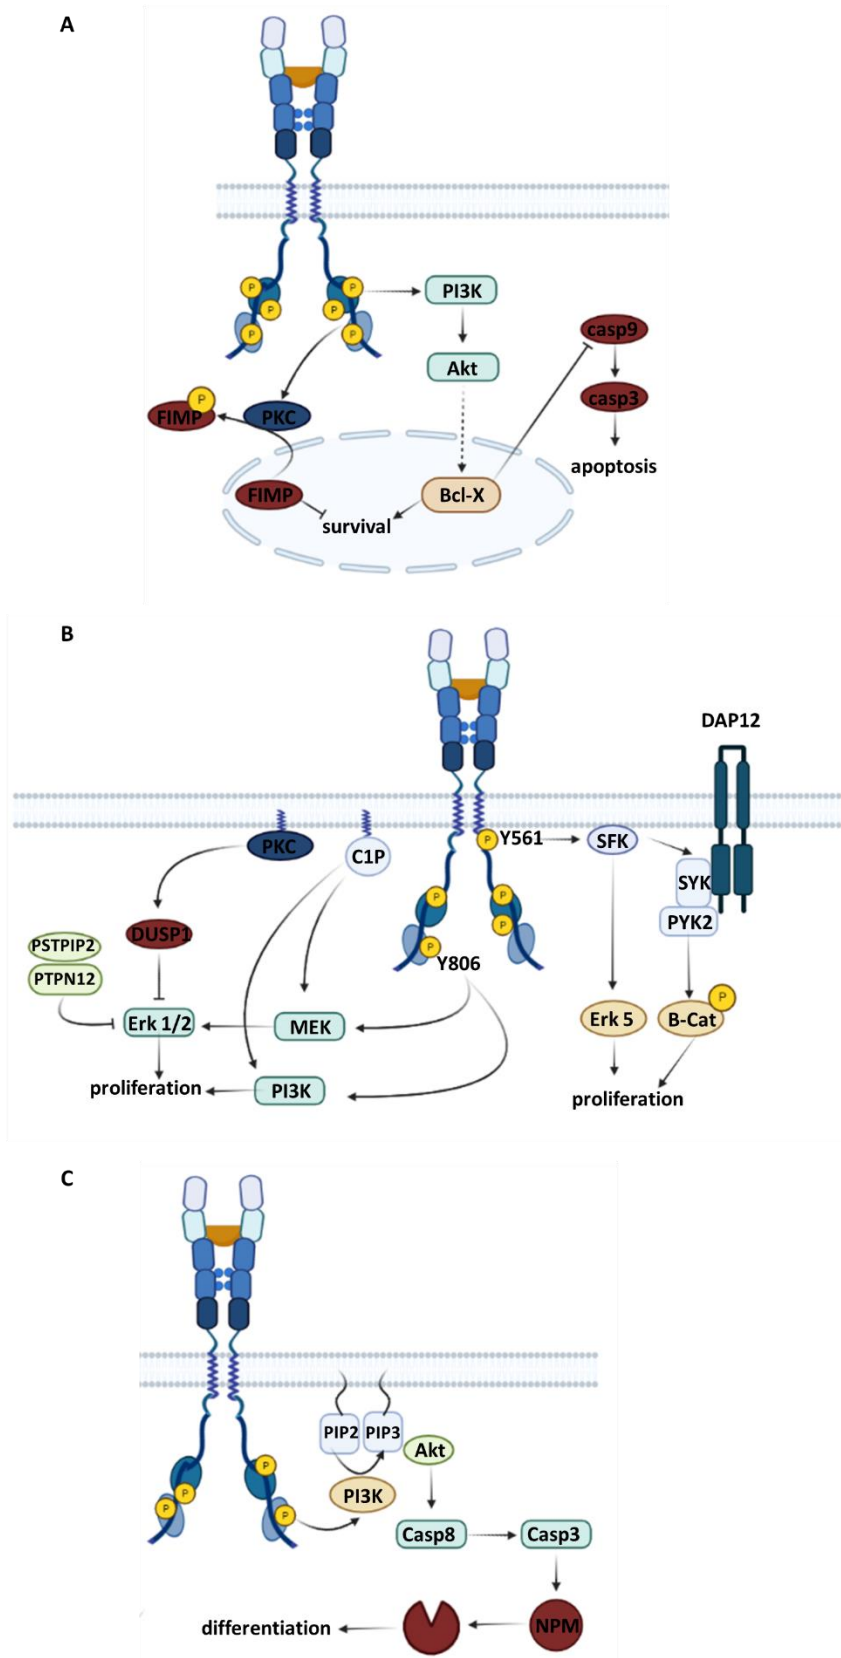 A
P
P
P
P
P
P
PI3K
casp9
Akt
casp3
P
FIMP
PKC
apoptosis
FIMP
Bcl-X
survival
B
DAP12
P
Y561
SFK
PKC
C1P
SYK
P
P
PYK2
P
DUSP1
P
PSTPIP2
Y806
PTPN12
P
Erk 1/2
MEK
Erk 5
B-Cat
proliferation
PI3K
proliferation
C
PIP2
PIP3
Akt
P
P
PI3K
P
P
Casp8
Casp3
differentiation
NPM